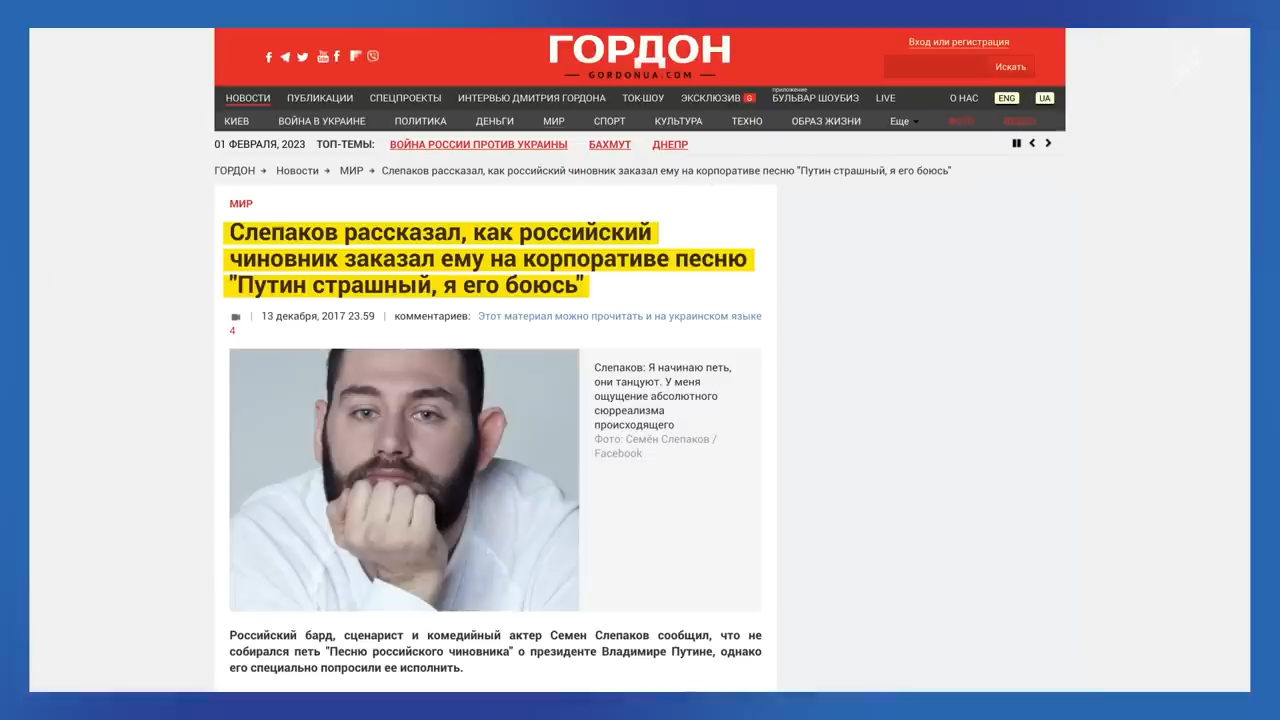 ГОРДОН
GORDONUA.COM
Вход или регистрация
Искать
НОВОСТИ ПУБЛИКАЦИИ СПЕЦПРОЕКТЫ ИНТЕРВЬЮ ДМИТРИЯ ГОРДОНА ТОК-ШОУ ЭКСКЛЮЗИВ G приложение БУЛЬВАР ШОУБИЗ LIVE О НАС ENG UA
КИЕВ ВОЙНА В УКРАИНЕ ПОЛИТИКА ДЕНЬГИ МИР СПОРТ КУЛЬТУРА ТЕХНО ОБРАЗ ЖИЗНИ Еще
01 ФЕВРАЛЯ, 2023 ТОП-ТЕМЫ: ВОЙНА РОССИИ ПРОТИВ УКРАИНЫ БАХМУТ ДНЕПР
ГОРДОН Новости МИР Слепаков рассказал, как российский чиновник заказал ему на корпоративе песню "Путин страшный, я его боюсь"
МИР
Слепаков рассказал, как российский
чиновник заказал ему на корпоративе песню
"Путин страшный, я его боюсь"
13 декабря, 2017 23.59 | комментариев: Этот материал можно прочитать и на украинском языке
4
Слепаков: Я начинаю петь,
они танцуют. У меня
ощущение абсолютного
сюрреализма
происходящего
Фото: Семён Слепаков /
Facebook
Российский бард, сценарист и комедийный актер Семен Слепаков сообщил, что не
собирался петь "Песню российского чиновника" о президенте Владимире Путине, однако
его специально попросили ее исполнить.